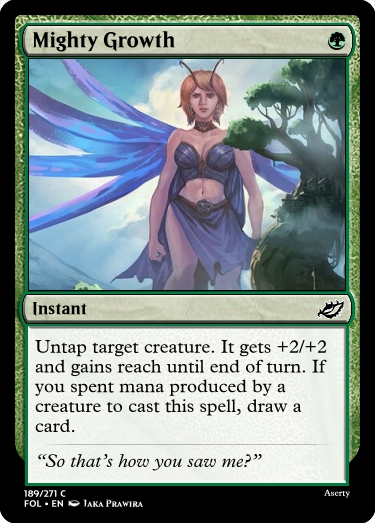 Mighty Growth
Instant
Untap target creature. It gets +2/+2
and gains reach until end of turn. If
you spent mana produced by a
creature to cast this spell, draw a
card.
“So that's how you saw me?”
189/271 C
FOL • EN Jaka Prawira
Aserty